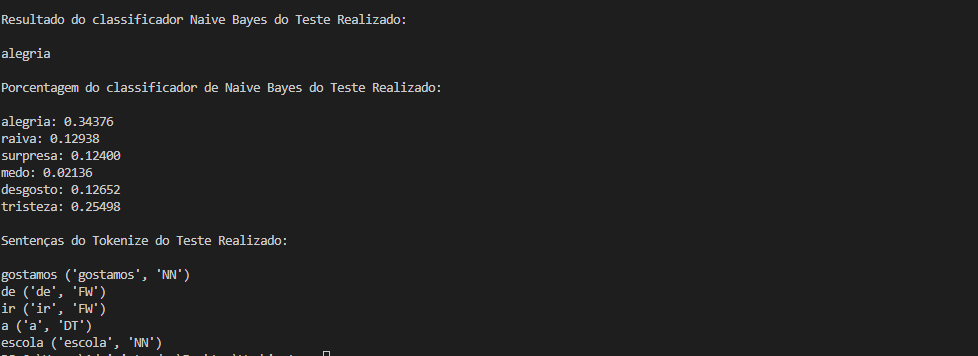 Resultado do classificador Naive Bayes do Teste Realizado:
alegria
Porcentagem do classificador de Naive Bayes do Teste Realizado:
alegria: 0.34376
raiva: 0.12938
surpresa: 0.12400
medo: 0.02136
desgosto: 0.12652
tristeza: 0.25498
Sentenças do Tokenize do Teste Realizado:
gostamos ('gostamos', 'NN')
de ('de', 'FW')
ir ('ir', 'FW')
a ('a', 'DT')
escola ('escola', 'NN')